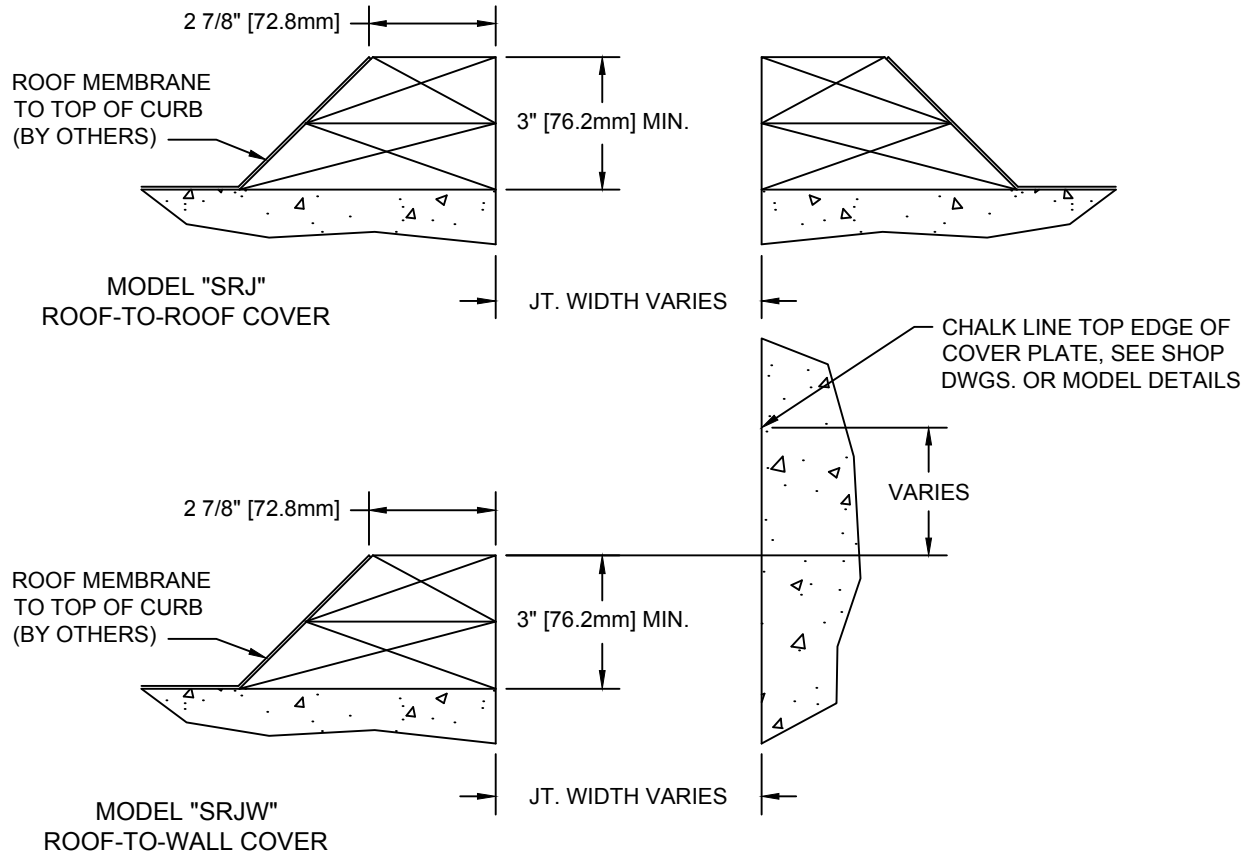 2 7/8" [72.8mm]
ROOF MEMBRANE
TO TOP OF CURB
(BY OTHERS)
3" [76.2mm] MIN.
MODEL "SRJ"
ROOF-TO-ROOF COVER
JT. WIDTH VARIES
CHALK LINE TOP EDGE OF
COVER PLATE, SEE SHOP
DWGS. OR MODEL DETAILS
VARIES
2 7/8" [72.8mm]
ROOF MEMBRANE
TO TOP OF CURB
(BY OTHERS)
3" [76.2mm] MIN.
JT. WIDTH VARIES
MODEL "SRJW"
ROOF-TO-WALL COVER